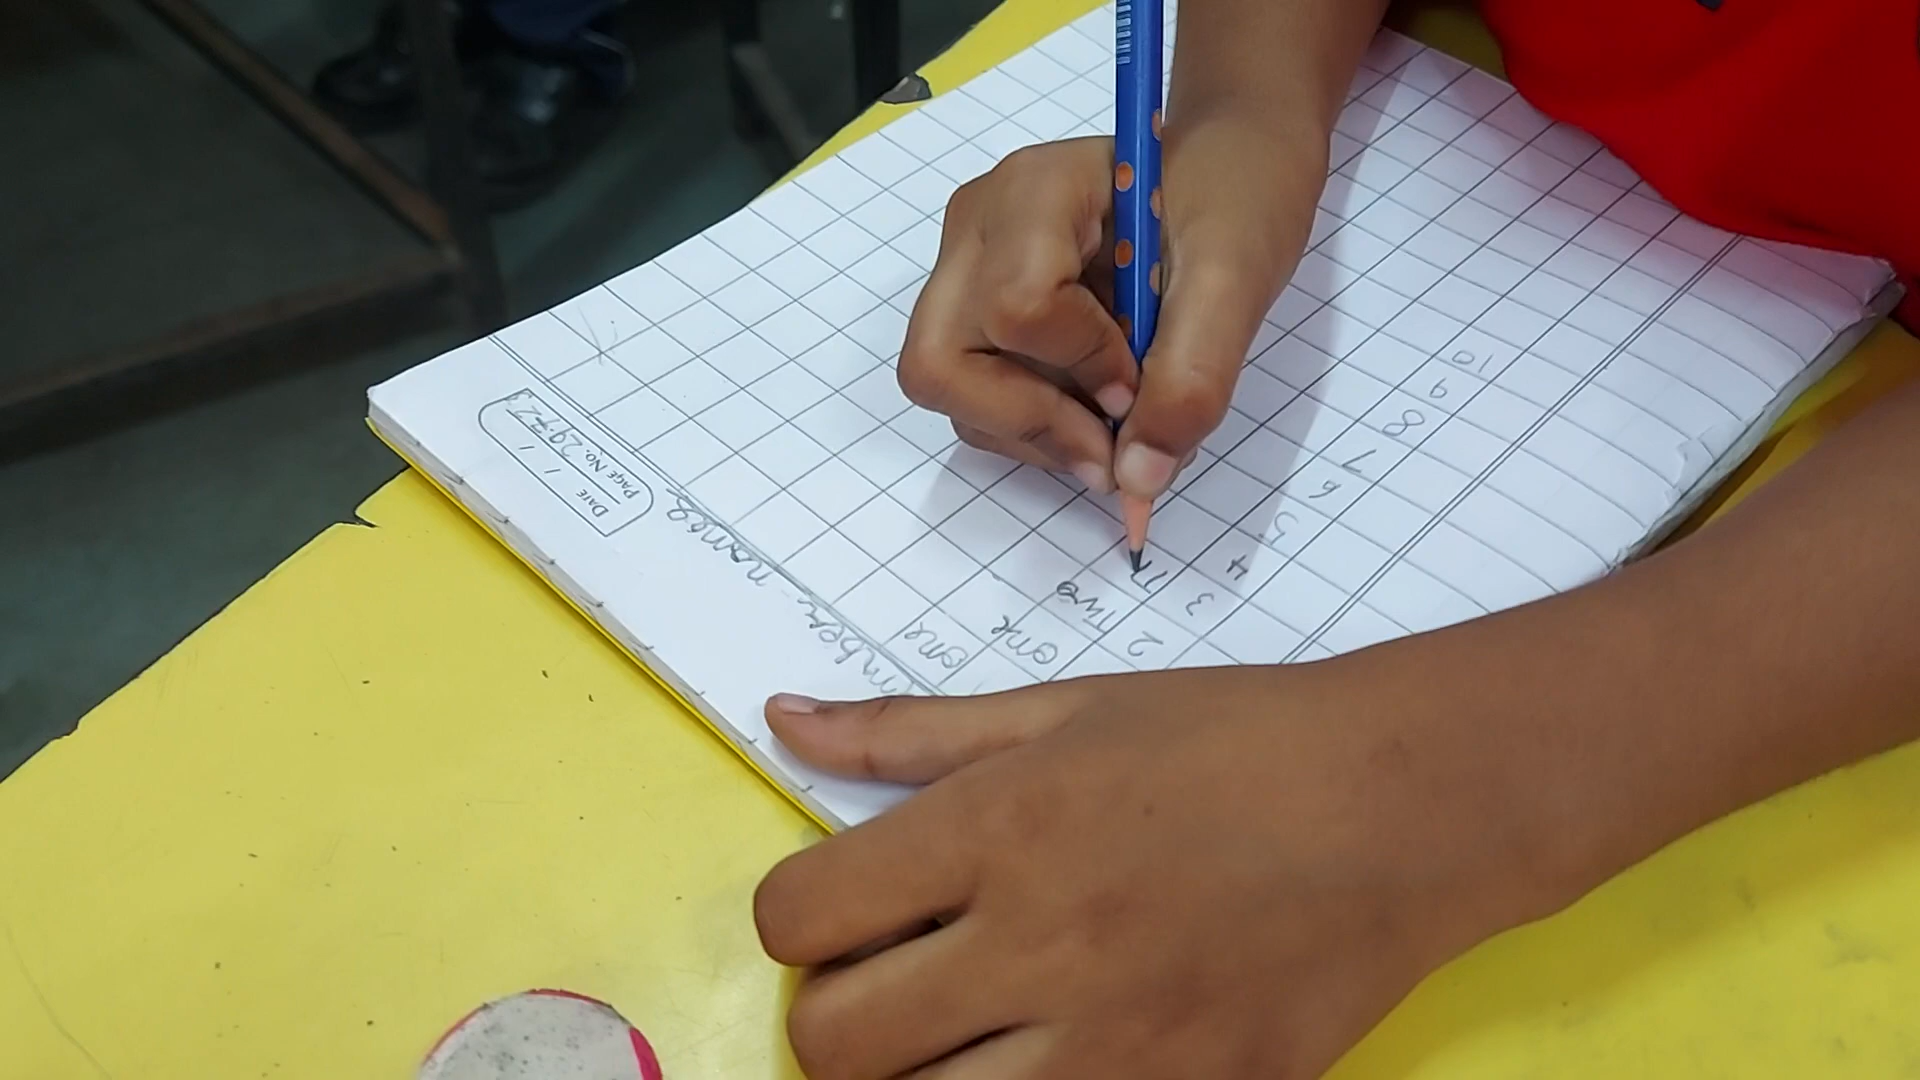 PAGE NO. 29-7-23
DATE / /
Number names
one
one
2 Two
3 T
4
5
6
7
8
9
10